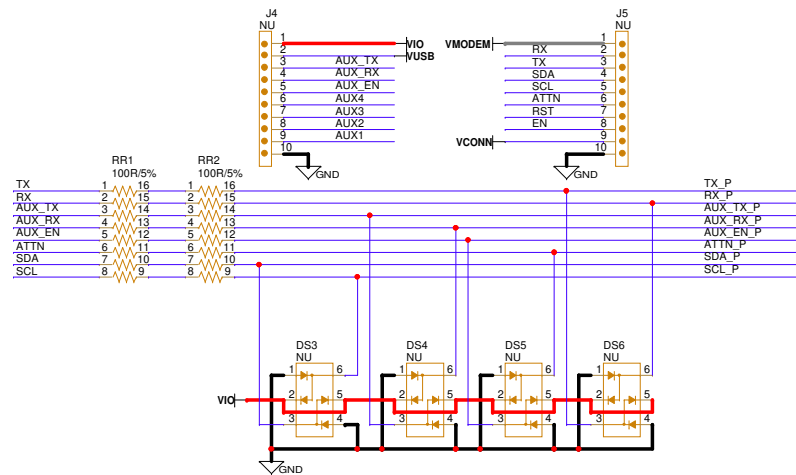 J4
NU
1
2
3
4
5
6
7
8
9
10
VIO
VUSB
AUX_TX
AUX_RX
AUX_EN
AUX4
AUX3
AUX2
AUX1
GND
J5
NU
VMODEM
RX
TX
SDA
SCL
ATTN
RST
EN
VCONN
1
2
3
4
5
6
7
8
9
10
GND
RR1
100R/5%
RR2
100R/5%
TX 1 16 1 16 TX_P
RX 2 15 2 15 RX_P
AUX_TX 3 14 3 14 AUX_TX_P
AUX_RX 4 13 4 13 AUX_RX_P
AUX_EN 5 12 5 12 AUX_EN_P
ATTN 6 11 6 11 ATTN_P
SDA 7 10 7 10 SDA_P
SCL 8 9 8 9 SCL_P
DS3 DS4 DS5 DS6
NU NU NU NU
1 6 1 6 1 6 1 6
VIO 2 5 2 5 2 5 2 5
3 4 3 4 3 4 3 4
GND